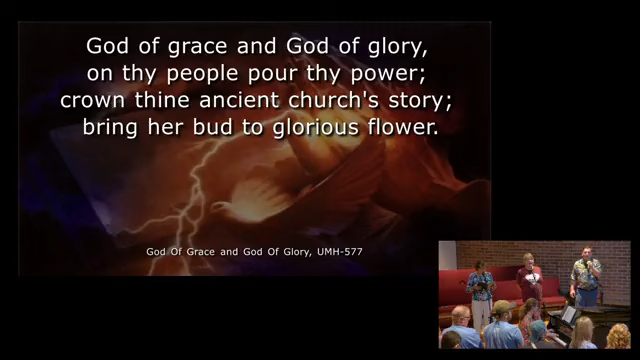 God of grace and God of glory,
on thy people pour thy power;
crown thine ancient church's story;
bring her bud to glorious flower.
God Of Grace and God Of Glory, UMH-577